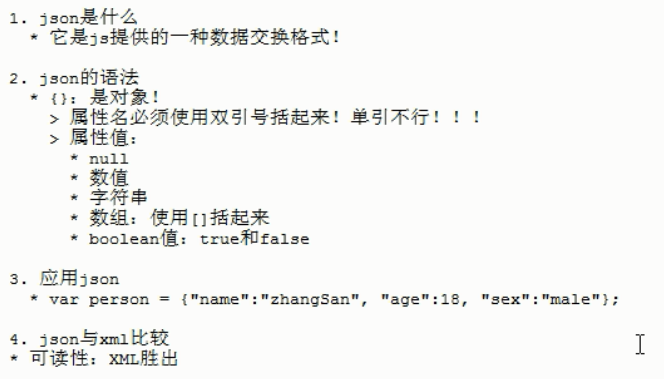 1. json是什么
* 它是js提供的一种数据交换格式！
2. json的语法
* {}：是对象！
> 属性名必须使用双引号括起来！单引不行！！！
> 属性值：
* null
* 数值
* 字符串
* 数组：使用[]括起来
* boolean值：true和false
3. 应用json
* var person = {"name":"zhangSan", "age":18, "sex":"male"};
4. json与xml比较
* 可读性：XML胜出